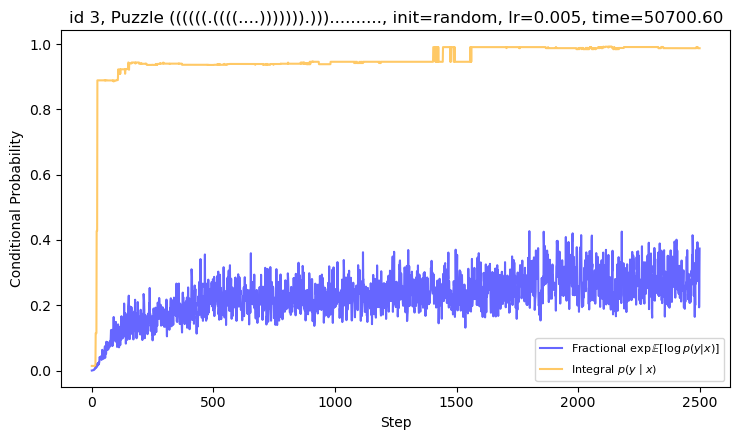 id 3, Puzzle ((((((.((((....))))))).)))).........., init=random, lr=0.005, time=50700.60
1.0
0.8
0.6
0.4
0.2
0.0
Conditional Probability
0
500
1000
1500
2000
2500
Step
Fractional exp𝔼[log p(y|x)]
Integral p(y | x)